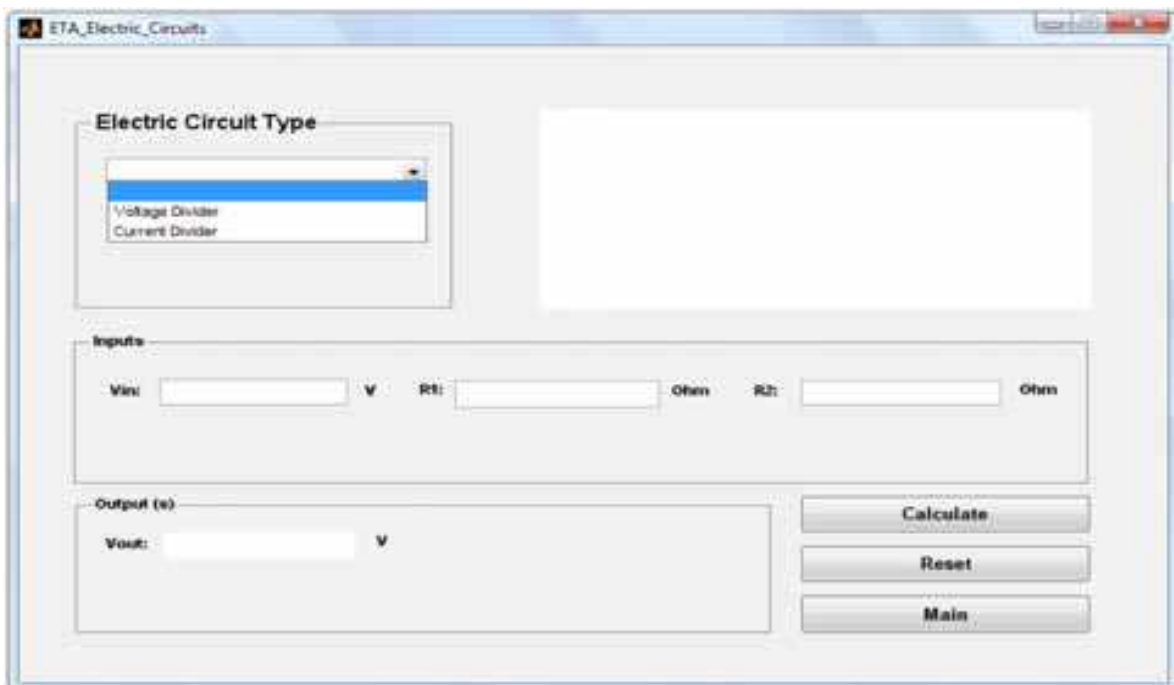 ETA_Electric_Circuits
Electric Circuit Type
Voltage Divider
Current Divider
Inputs
Vin: V R1: Ohm R2: Ohm
Output (s)
Vout: V
Calculate
Reset
Main